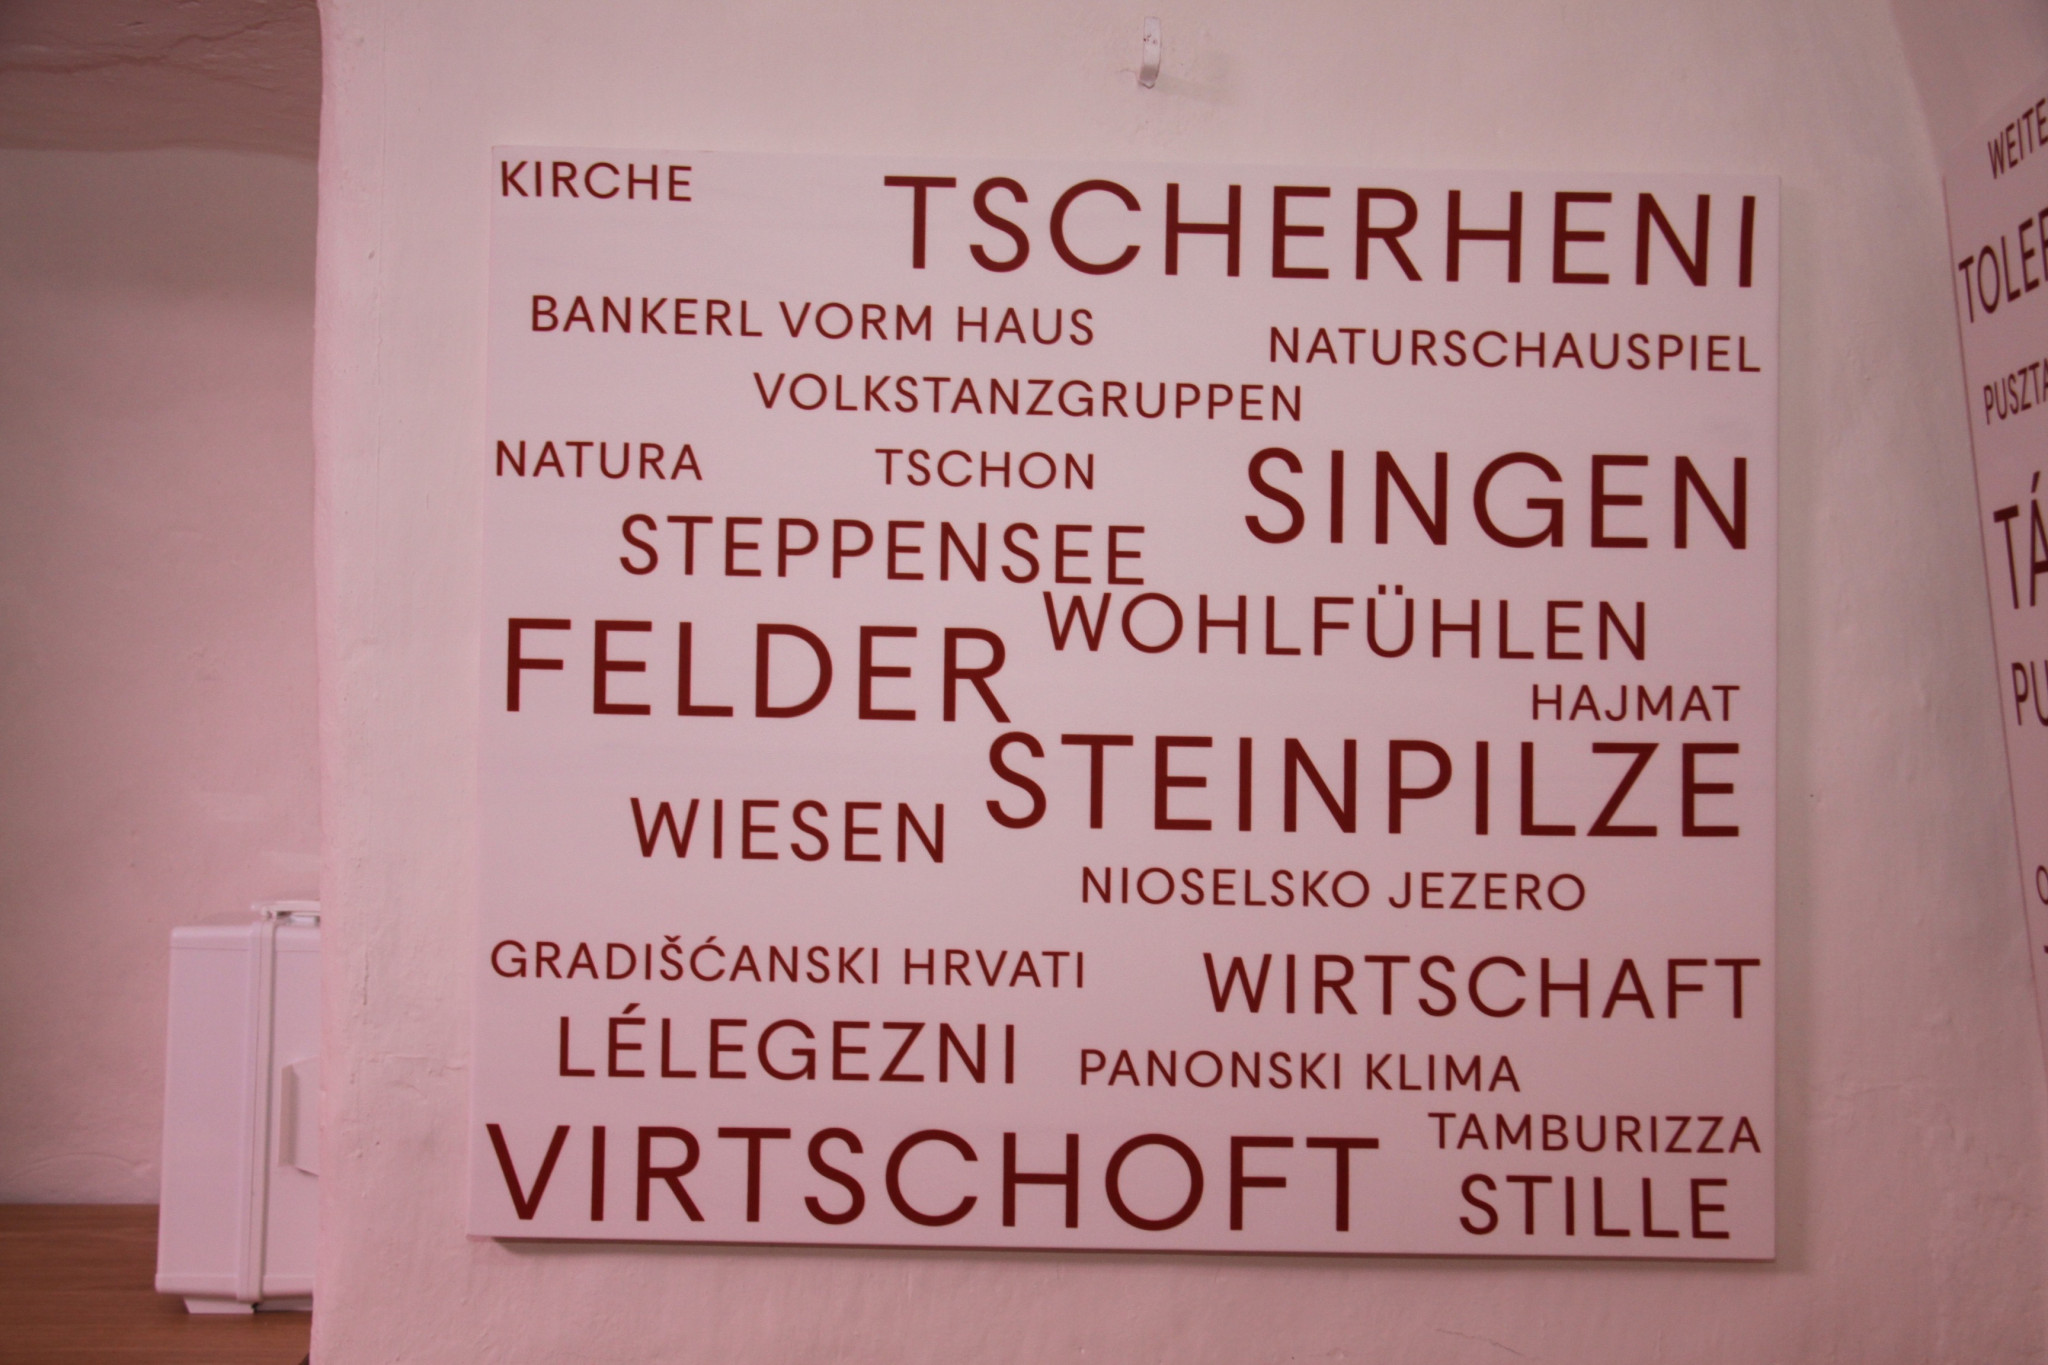 KIRCHE
TSCHERHENI
BANKERL VORM HAUS
NATURSCHAUSPIEL
VOLKSTANZGRUPPEN
NATURA
TSCHON
SINGEN
STEPPENSEE
WOHLFÜHLEN
FELDER
HAJMAT
STEINPILZE
WIESEN
NIOSELSKO JEZERO
GRADIŠĆANSKI HRVATI
WIRTSCHAFT
LÉLEGEZNI
PANONSKI KLIMA
TAMBURIZZA
VIRTSCHOFT
STILLE